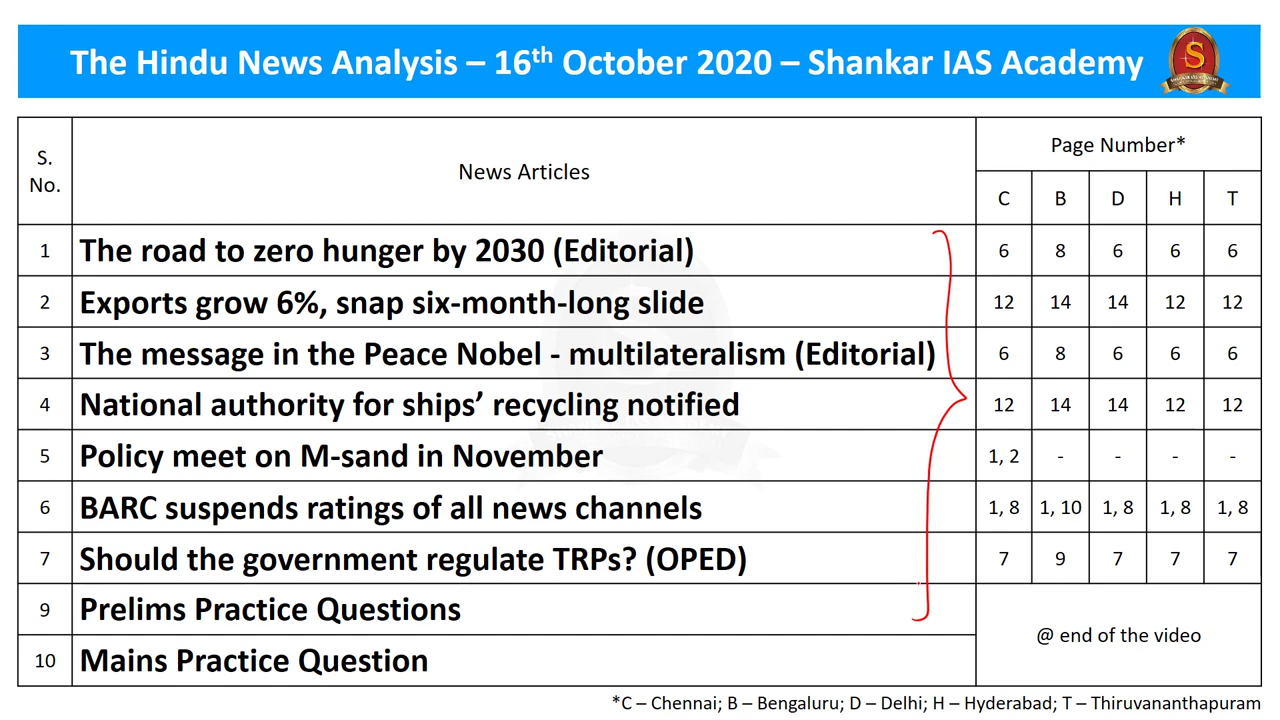 The Hindu News Analysis – 16th October 2020 – Shankar IAS Academy
S. No. News Articles Page Number*
C B D H T
1 The road to zero hunger by 2030 (Editorial) 6 8 6 6 6
2 Exports grow 6%, snap six-month-long slide 12 14 14 12 12
3 The message in the Peace Nobel - multilateralism (Editorial) 6 8 6 6 6
4 National authority for ships’ recycling notified 12 14 14 12 12
5 Policy meet on M-sand in November 1, 2 - - - -
6 BARC suspends ratings of all news channels 1, 8 1, 10 1, 8 1, 8 1, 8
7 Should the government regulate TRPs? (OPED) 7 9 7 7 7
9 Prelims Practice Questions
@ end of the video
10 Mains Practice Question
*C – Chennai; B – Bengaluru; D – Delhi; H – Hyderabad; T – Thiruvananthapuram